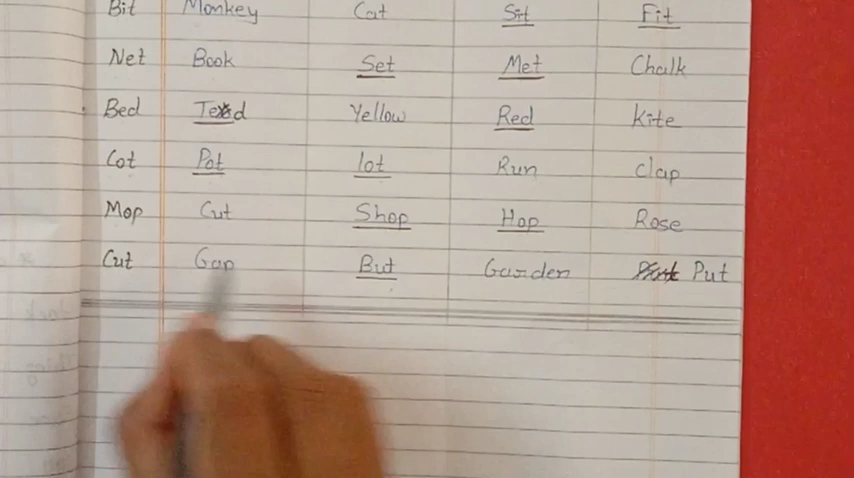 Bit Monkey Cat Sit Fit
Net Book Set Met Chalk
Bed Ted Yellow Red Kite
Cot Pot lot Run Clap
Mop Cut Shop Hop Rose
Cut Gap But Garden Put